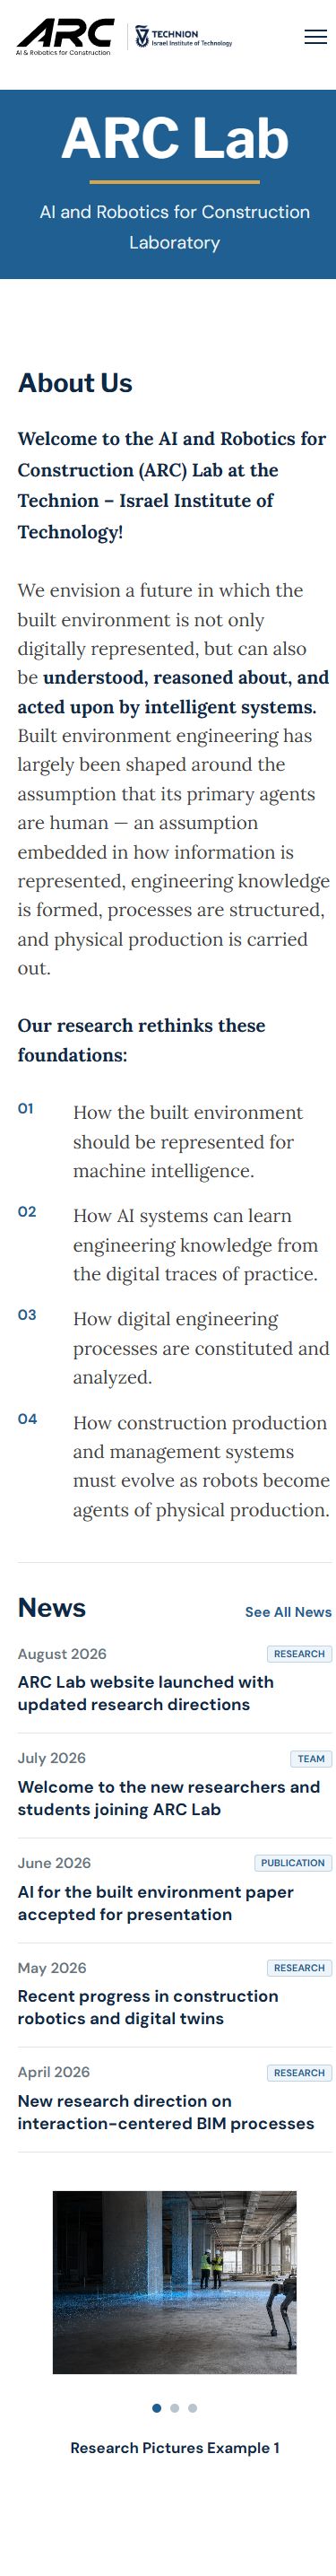 ARC
AI & Robotics for Construction
TECHNION
Israel Institute of Technology
ARC Lab
AI and Robotics for Construction
Laboratory
About Us
Welcome to the AI and Robotics for
Construction (ARC) Lab at the
Technion – Israel Institute of
Technology!
We envision a future in which the
built environment is not only
digitally represented, but can also
be understood, reasoned about, and
acted upon by intelligent systems.
Built environment engineering has
largely been shaped around the
assumption that its primary agents
are human — an assumption
embedded in how information is
represented, engineering knowledge
is formed, processes are structured,
and physical production is carried
out.
Our research rethinks these
foundations:
01 How the built environment
should be represented for
machine intelligence.
02 How AI systems can learn
engineering knowledge from
the digital traces of practice.
03 How digital engineering
processes are constituted and
analyzed.
04 How construction production
and management systems
must evolve as robots become
agents of physical production.
News See All News
August 2026 RESEARCH
ARC Lab website launched with
updated research directions
July 2026 TEAM
Welcome to the new researchers and
students joining ARC Lab
June 2026 PUBLICATION
AI for the built environment paper
accepted for presentation
May 2026 RESEARCH
Recent progress in construction
robotics and digital twins
April 2026 RESEARCH
New research direction on
interaction-centered BIM processes
Research Pictures Example 1